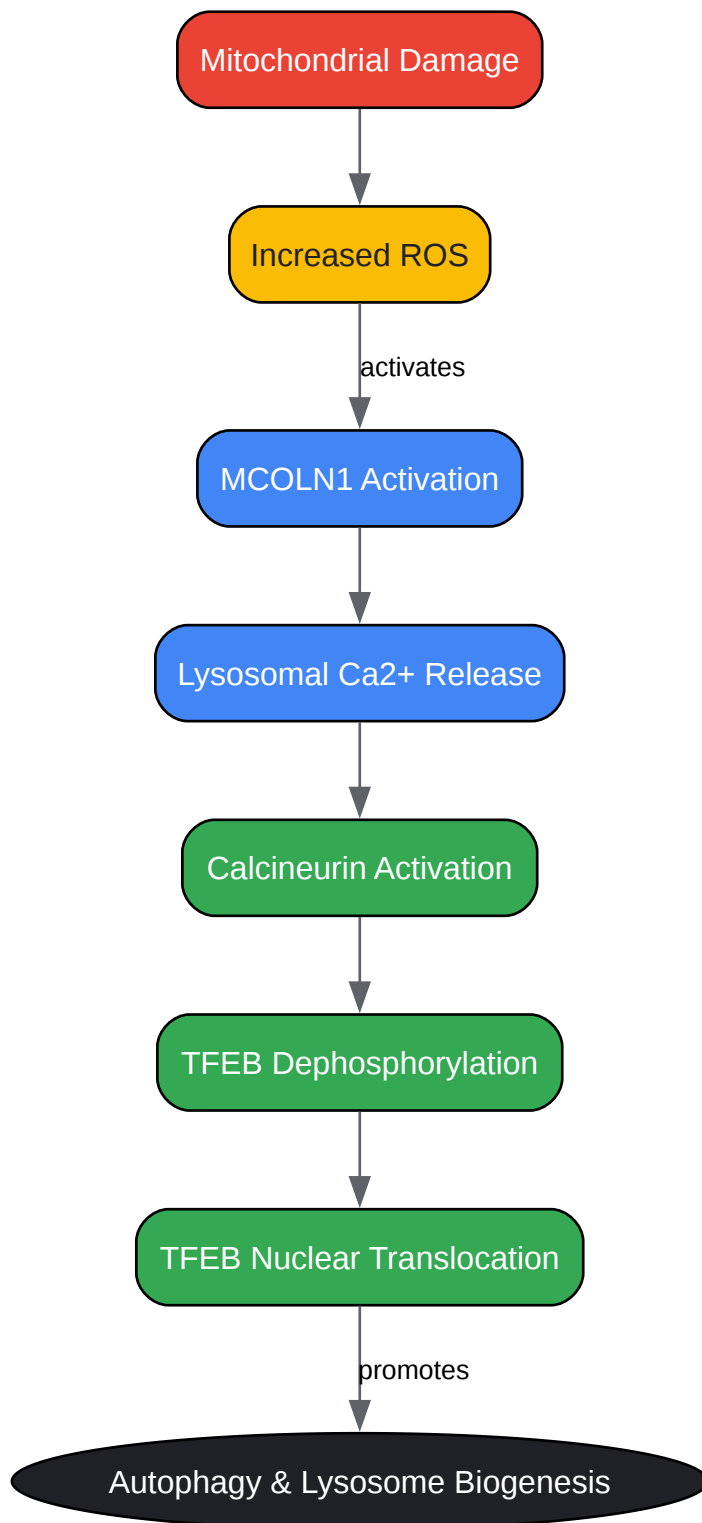 Mitochondrial Damage
Increased ROS
activates
MCOLN1 Activation
Lysosomal Ca2+ Release
Calcineurin Activation
TFEB Dephosphorylation
TFEB Nuclear Translocation
promotes
Autophagy & Lysosome Biogenesis